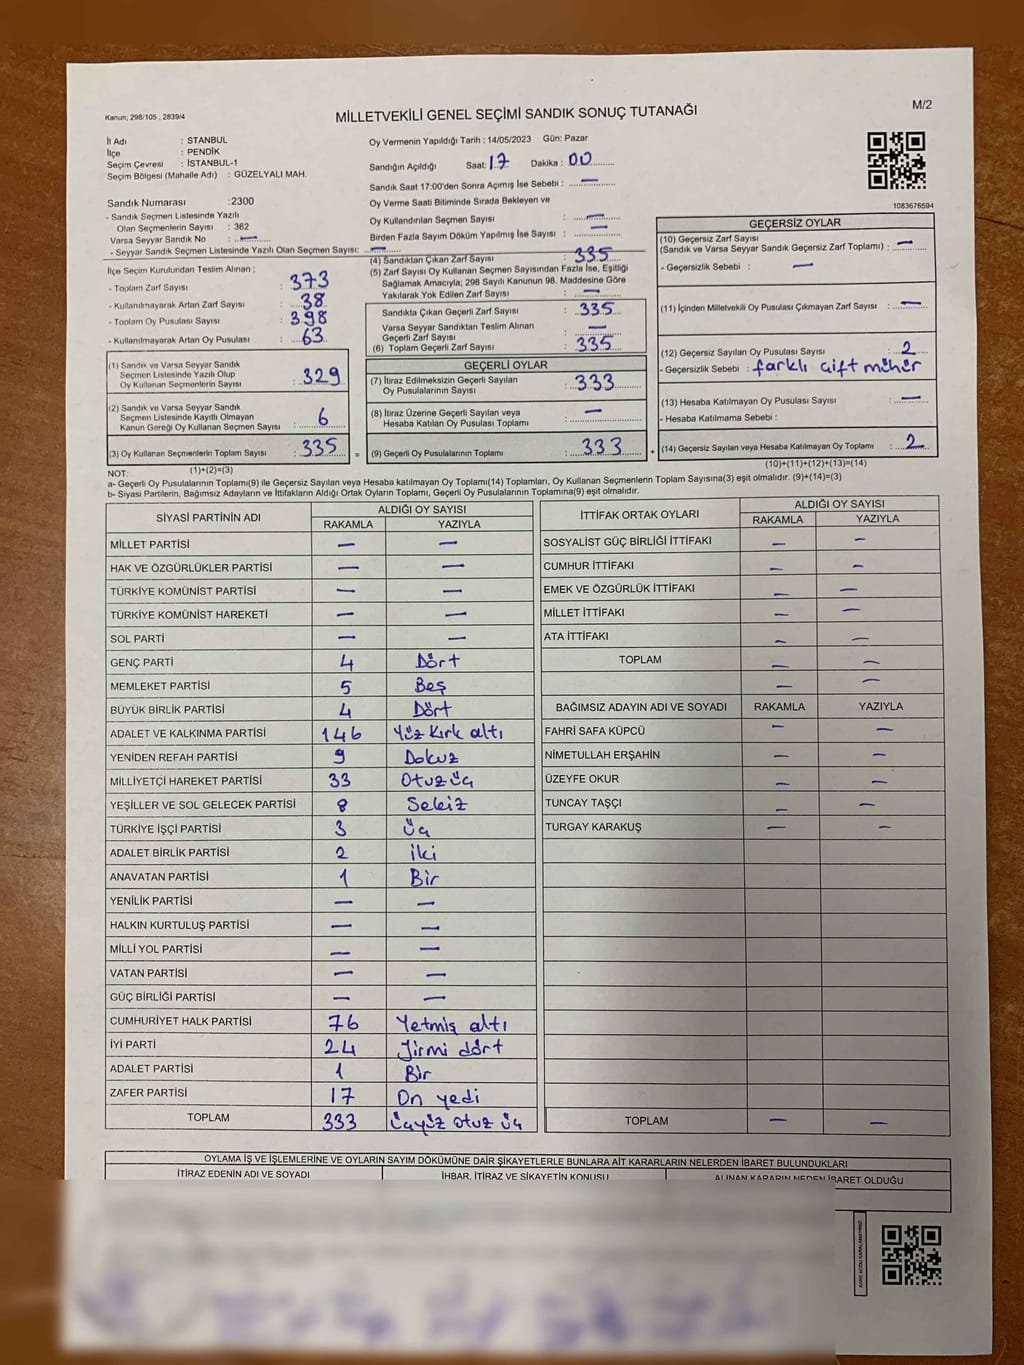 Kanun; 298/105 , 2839/4
MİLLETVEKİLİ GENEL SEÇİMİ SANDIK SONUÇ TUTANAĞI
M/2
İl Adı : STANBUL
İlçe : PENDİK
Seçim Çevresi : İSTANBUL-1
Seçim Bölgesi (Mahalle Adı) : GÜZELYALI MAH.
Oy Vermenin Yapıldığı Tarih : 14/05/2023 Gün: Pazar
Sandığın Açıldığı Saat: 17 Dakika : 00
Sandık Saat 17:00'den Sonra Açımış İse Sebebi : —
Oy Verme Saati Bitiminde Sırada Bekleyen ve
Oy Kullandırılan Seçmen Sayısı : —
Birden Fazla Sayım Döküm Yapılmış İse Sayısı : —
1083676594
Sandık Numarası :2300
- Sandık Seçmen Listesinde Yazılı
Olan Seçmenlerin Sayısı : 362
Varsa Seyyar Sandık No : —
- Seyyar Sandık Seçmen Listesinde Yazılı Olan Seçmen Sayısı: —
İlçe Seçim Kurulundan Teslim Alınan ;
- Toplam Zarf Sayısı : 373
- Kullanılmayarak Artan Zarf Sayısı : 38
- Toplam Oy Pusulası Sayısı : 398
- Kullanılmayarak Artan Oy Pusulası : 63
(1) Sandık ve Varsa Seyyar Sandık
Seçmen Listesinde Yazılı Olup
Oy Kullanan Seçmenlerin Sayısı : 329
(2) Sandık ve Varsa Seyyar Sandık
Seçmen Listesinde Kayıtlı Olmayan
Kanun Gereği Oy Kullanan Seçmen Sayısı : 6
(3) Oy Kullanan Seçmenlerin Toplam Sayısı : 335
(1)+(2)=(3)
(4) Sandıktan Çıkan Zarf Sayısı : 335
(5) Zarf Sayısı Oy Kullanan Seçmen Sayısından Fazla İse, Eşitliği
Sağlamak Amacıyla; 298 Sayılı Kanunun 98. Maddesine Göre
Yakılarak Yok Edilen Zarf Sayısı : —
Sandıkta Çıkan Geçerli Zarf Sayısı : 335
Varsa Seyyar Sandıktan Teslim Alınan
Geçerli Zarf Sayısı : —
(6) Toplam Geçerli Zarf Sayısı : 335
GEÇERLİ OYLAR
(7) İtiraz Edilmeksizin Geçerli Sayılan
Oy Pusulalarının Sayısı : 333
(8) İtiraz Üzerine Geçerli Sayılan veya
Hesaba Katılan Oy Pusulası Toplamı : —
= (9) Geçerli Oy Pusulalarının Toplamı : 333 +
GEÇERSİZ OYLAR
(10) Geçersiz Zarf Sayısı
(Sandık ve Varsa Seyyar Sandık Geçersiz Zarf Toplamı) : —
- Geçersizlik Sebebi : —
(11) İçinden Milletvekili Oy Pusulası Çıkmayan Zarf Sayısı : —
(12) Geçersiz Sayılan Oy Pusulası Sayısı : 2
- Geçersizlik Sebebi : farklı çift mühür
(13) Hesaba Katılmayan Oy Pusulası Sayısı : —
- Hesaba Katılmama Sebebi :
(14) Geçersiz Sayılan veya Hesaba Katılmayan Oy Toplamı : 2
(10)+(11)+(12)+(13)=(14)
NOT:
a- Geçerli Oy Pusulalarının Toplamı(9) ile Geçersiz Sayılan veya Hesaba katılmayan Oy Toplamı(14) Toplamları, Oy Kullanan Seçmenlerin Toplam Sayısına(3) eşit olmalıdır. (9)+(14)=(3)
b- Siyasi Partilerin, Bağımsız Adayların ve İttifakların Aldığı Ortak Oyların Toplamı, Geçerli Oy Pusulalarının Toplamına(9) eşit olmalıdır.
SİYASİ PARTİNİN ADI ALDIĞI OY SAYISI
RAKAMLA YAZIYLA
MİLLET PARTİSİ — —
HAK VE ÖZGÜRLÜKLER PARTİSİ — —
TÜRKİYE KOMÜNİST PARTİSİ — —
TÜRKİYE KOMÜNİST HAREKETİ — —
SOL PARTİ — —
GENÇ PARTİ 4 Dört
MEMLEKET PARTİSİ 5 Beş
BÜYÜK BİRLİK PARTİSİ 4 Dört
ADALET VE KALKINMA PARTİSİ 146 Yüz kırk altı
YENİDEN REFAH PARTİSİ 9 Dokuz
MİLLİYETÇİ HAREKET PARTİSİ 33 Otuz üç
YEŞİLLER VE SOL GELECEK PARTİSİ 8 Sekiz
TÜRKİYE İŞÇİ PARTİSİ 3 üç
ADALET BİRLİK PARTİSİ 2 iki
ANAVATAN PARTİSİ 1 Bir
YENİLİK PARTİSİ — —
HALKIN KURTULUŞ PARTİSİ — —
MİLLİ YOL PARTİSİ — —
VATAN PARTİSİ — —
GÜÇ BİRLİĞİ PARTİSİ — —
CUMHURİYET HALK PARTİSİ 76 Yetmiş altı
İYİ PARTİ 24 Yirmi dört
ADALET PARTİSİ 1 Bir
ZAFER PARTİSİ 17 On yedi
TOPLAM 333 üçyüz otuz üç
İTTİFAK ORTAK OYLARI ALDIĞI OY SAYISI
RAKAMLA YAZIYLA
SOSYALİST GÜÇ BİRLİĞİ İTTİFAKI — —
CUMHUR İTTİFAKI — —
EMEK VE ÖZGÜRLÜK İTTİFAKI — —
MİLLET İTTİFAKI — —
ATA İTTİFAKI — —
TOPLAM — —
— —
BAĞIMSIZ ADAYIN ADI VE SOYADI RAKAMLA YAZIYLA
FAHRİ SAFA KÜPCÜ — —
NİMETULLAH ERŞAHİN — —
ÜZEYFE OKUR — —
TUNCAY TAŞÇI — —
TURGAY KARAKUŞ — —
TOPLAM — —
OYLAMA İŞ VE İŞLEMLERİNE VE OYLARIN SAYIM DÖKÜMÜNE DAİR ŞİKAYETLERLE BUNLARA AİT KARARLARIN NELERDEN İBARET BULUNDUKLARI
İTİRAZ EDENİN ADI VE SOYADI İHBAR, İTİRAZ VE ŞİKAYETİN KONUSU ALINAN KARARIN NEDEN İBARET OLDUĞU